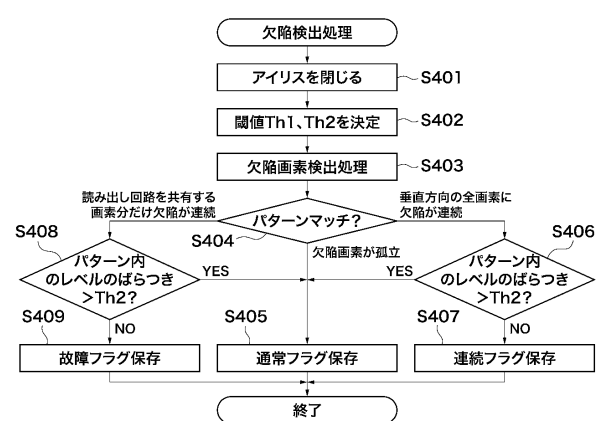 欠陥検出処理
アイリスを閉じる
S401
閾値Th1、Th2を決定
S402
欠陥画素検出処理
S403
読み出し回路を共有する
画素分だけ欠陥が連続
パターンマッチ?
垂直方向の全画素に
欠陥が連続
S404
欠陥画素が孤立
S408
パターン内
のレベルのばらつき
>Th2?
YES
NO
S406
パターン内
のレベルのばらつき
>Th2?
YES
NO
S409
故障フラグ保存
S405
通常フラグ保存
S407
連続フラグ保存
終了